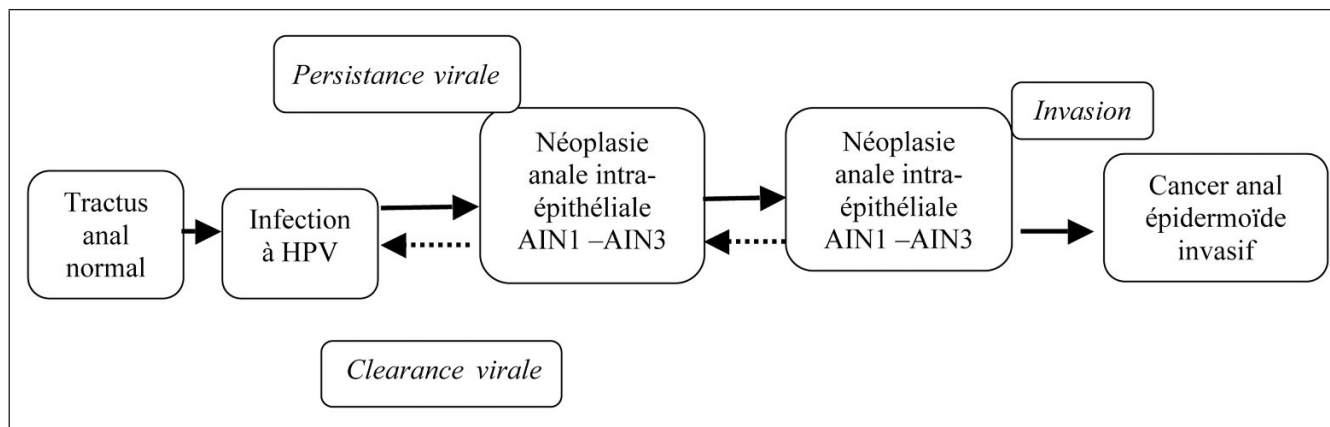 Persistance virale
Tractus
anal
normal
Infection
à HPV
Néoplasie
anale intra-
épithéliale
AIN1 –AIN3
Néoplasie
anale intra-
épithéliale
AIN1 –AIN3
Invasion
Cancer anal
épidermoïde
invasif
Clearance virale